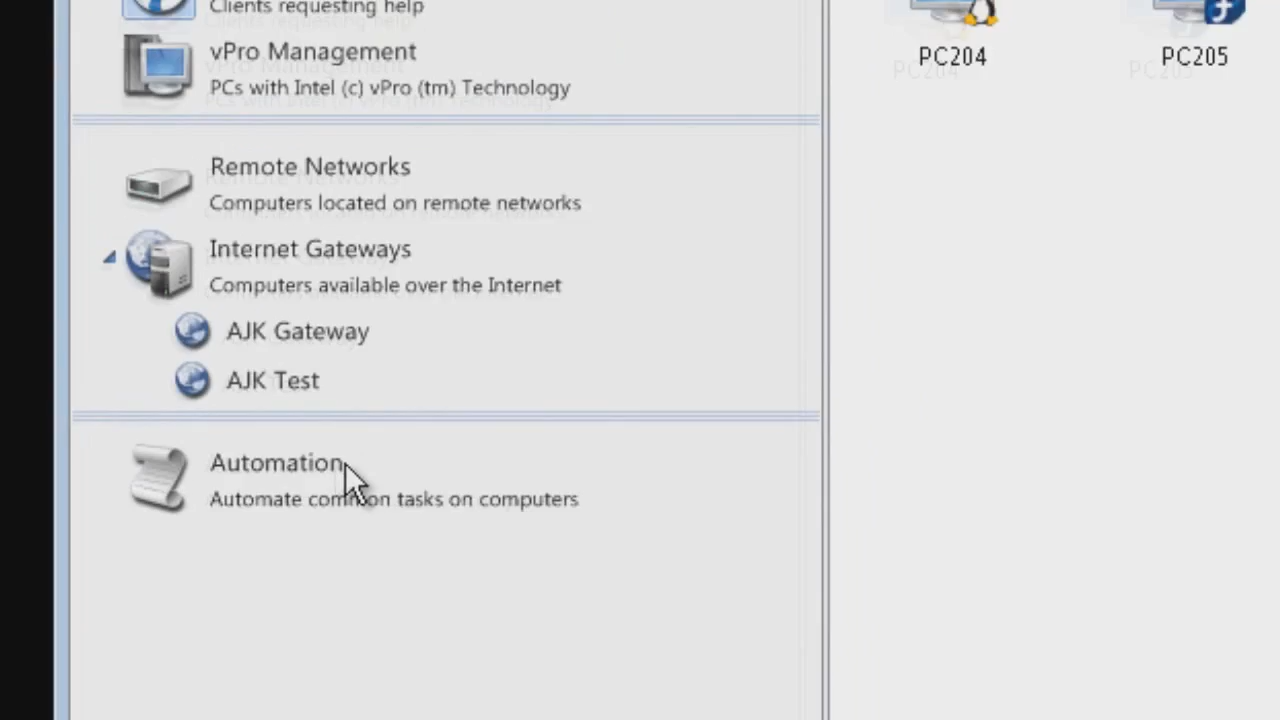 Clients requesting help
vPro Management
PCs with Intel (c) vPro (tm) Technology
Remote Networks
Computers located on remote networks
Internet Gateways
Computers available over the Internet
AJK Gateway
AJK Test
Automation
Automate common tasks on computers
PC204
PC205